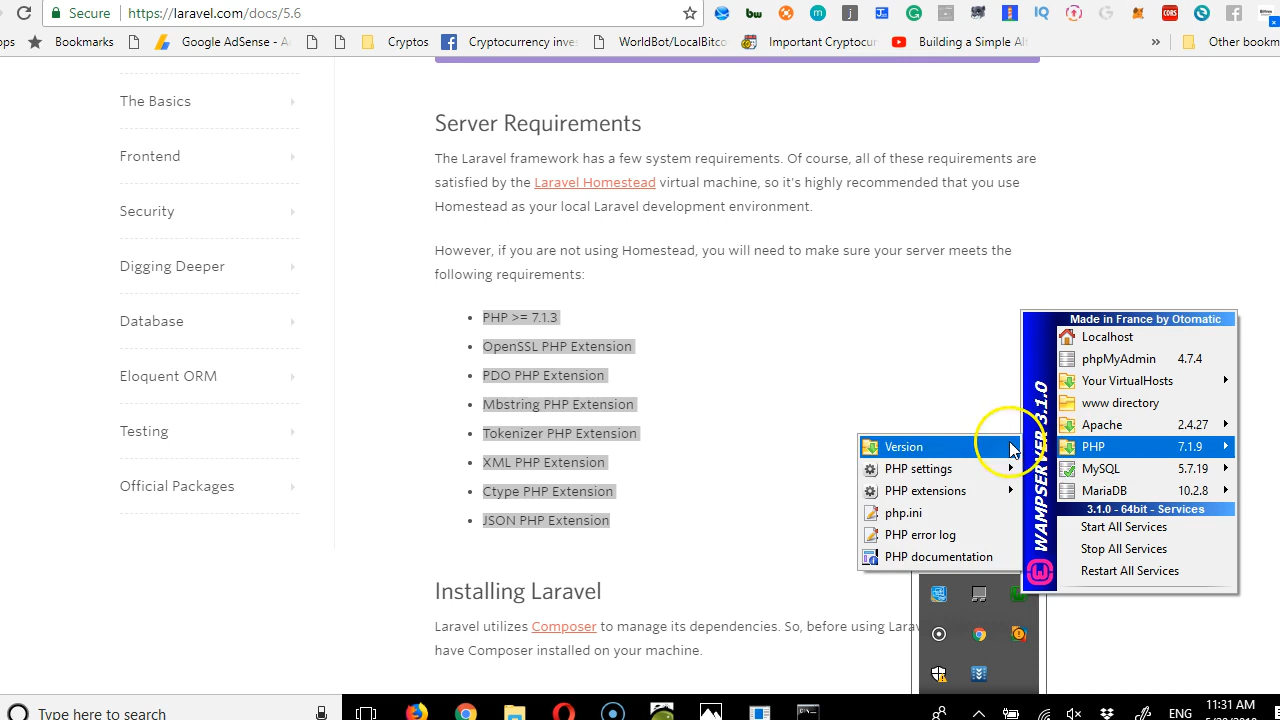 Secure
https://laravel.com/docs/5.6
Bookmarks
Google AdSense - A
Cryptos
Cryptocurrency inve
WorldBot/LocalBitco
Important Cryptocur
Building a Simple Alt
»
Other bookm
The Basics
Frontend
Security
Digging Deeper
Database
Eloquent ORM
Testing
Official Packages
Server Requirements
The Laravel framework has a few system requirements. Of course, all of these requirements are
satisfied by the Laravel Homestead virtual machine, so it's highly recommended that you use
Homestead as your local Laravel development environment.
However, if you are not using Homestead, you will need to make sure your server meets the
following requirements:
PHP >= 7.1.3
OpenSSL PHP Extension
PDO PHP Extension
Mbstring PHP Extension
Tokenizer PHP Extension
XML PHP Extension
Ctype PHP Extension
JSON PHP Extension
Installing Laravel
Laravel utilizes Composer to manage its dependencies. So, before using Larav
have Composer installed on your machine.
Version
PHP settings
PHP extensions
php.ini
PHP error log
PHP documentation
WAMPSERVER 3.1.0
Made in France by Otomatic
Localhost
phpMyAdmin 4.7.4
Your VirtualHosts
www directory
Apache 2.4.27
PHP 7.1.9
MySQL 5.7.19
MariaDB 10.2.8
3.1.0 - 64bit - Services
Start All Services
Stop All Services
Restart All Services
Type here to search
ENG
11:31 AM